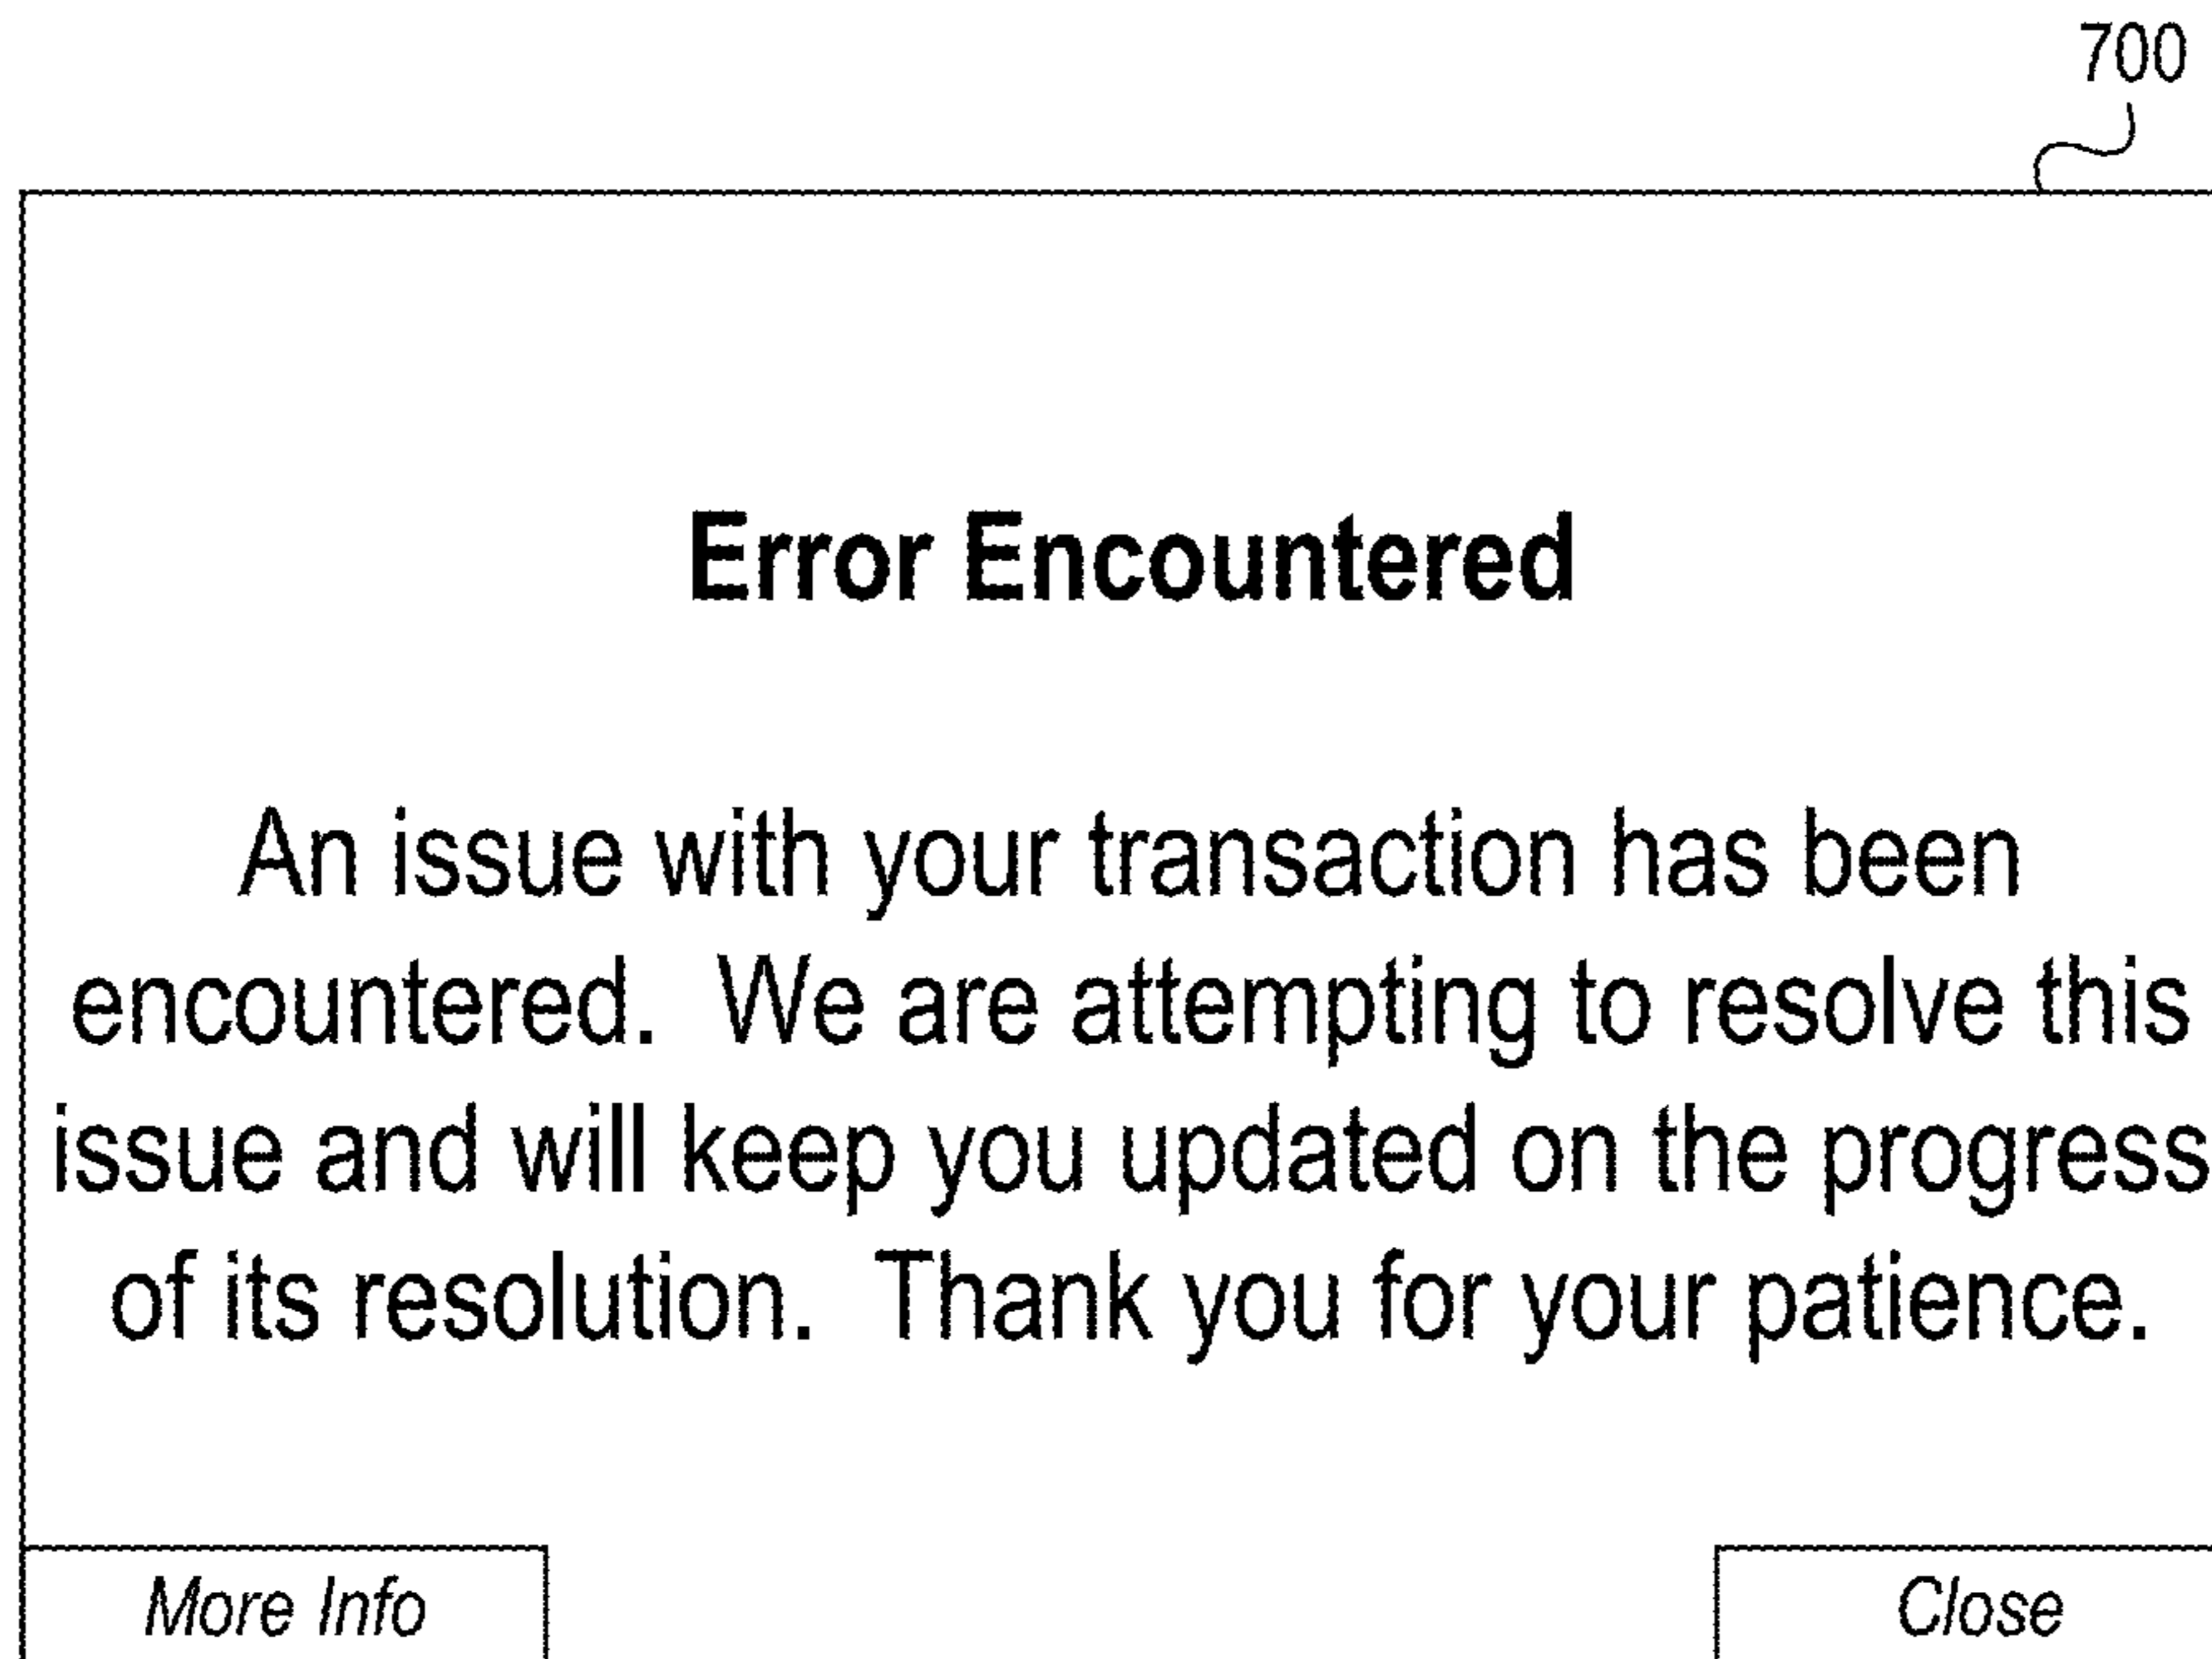 700
Error Encountered
An issue with your transaction has been
encountered.  We are attempting to resolve this
issue and will keep you updated on the progress
of its resolution.  Thank you for your patience.
More Info
Close